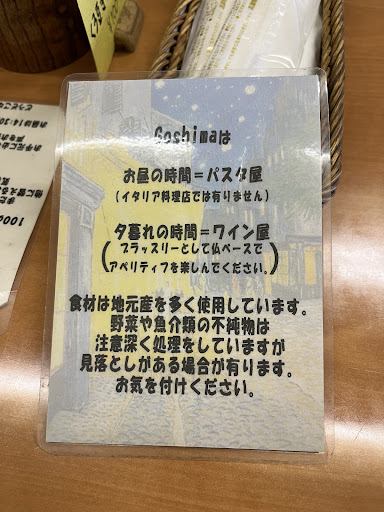 Goshimaは
お昼の時間=パスタ屋
(イタリア料理店では有りません)
夕暮れの時間=ワイン屋
(ブラッスリーとして仏ベースで
アペリティフを楽しんでください。)
食材は地元産を多く使用しています。
野菜や魚介類の不純物は
注意深く処理をしていますが
見落としがある場合が有ります。
お気を付けください。